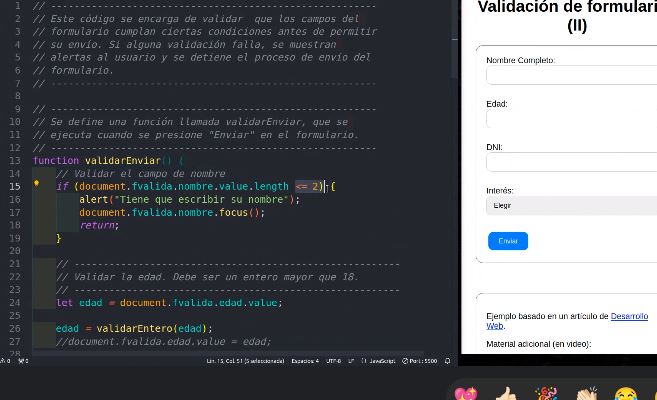 1 // ---------------------------------------------------
2 // Este código se encarga de validar  que los campos del
3 // formulario cumplan ciertas condiciones antes de permitir
4 // su envío. Si alguna validación falla, se muestran
5 // alertas al usuario y se detiene el proceso de envío del
6 // formulario.
7 // ---------------------------------------------------
8
9 // ---------------------------------------------------
10 // Se define una función llamada validarEnviar, que se
11 // ejecuta cuando se presione "Enviar" en el formulario.
12 // ---------------------------------------------------
13 function validarEnviar() {
14 // Validar el campo de nombre
15 if (document.fvalida.nombre.value.length <= 2) {
16 alert("Tiene que escribir su nombre");
17 document.fvalida.nombre.focus();
18 return;
19 }
20
21 // ---------------------------------------------------
22 // Validar la edad. Debe ser un entero mayor que 18.
23 // ---------------------------------------------------
24 let edad = document.fvalida.edad.value;
25
26 edad = validarEntero(edad);
27 //document.fvalida.edad.value = edad;
28
0 0 Lín. 15, Col. 51 (5 seleccionada) Espacios: 4 UTF-8 LF {} JavaScript Port : 5500
Validación de formulari
(II)
Nombre Completo:
Edad:
DNI:
Interés:
Elegir
Enviar
Ejemplo basado en un artículo de Desarrollo
Web.
Material adicional (en video):